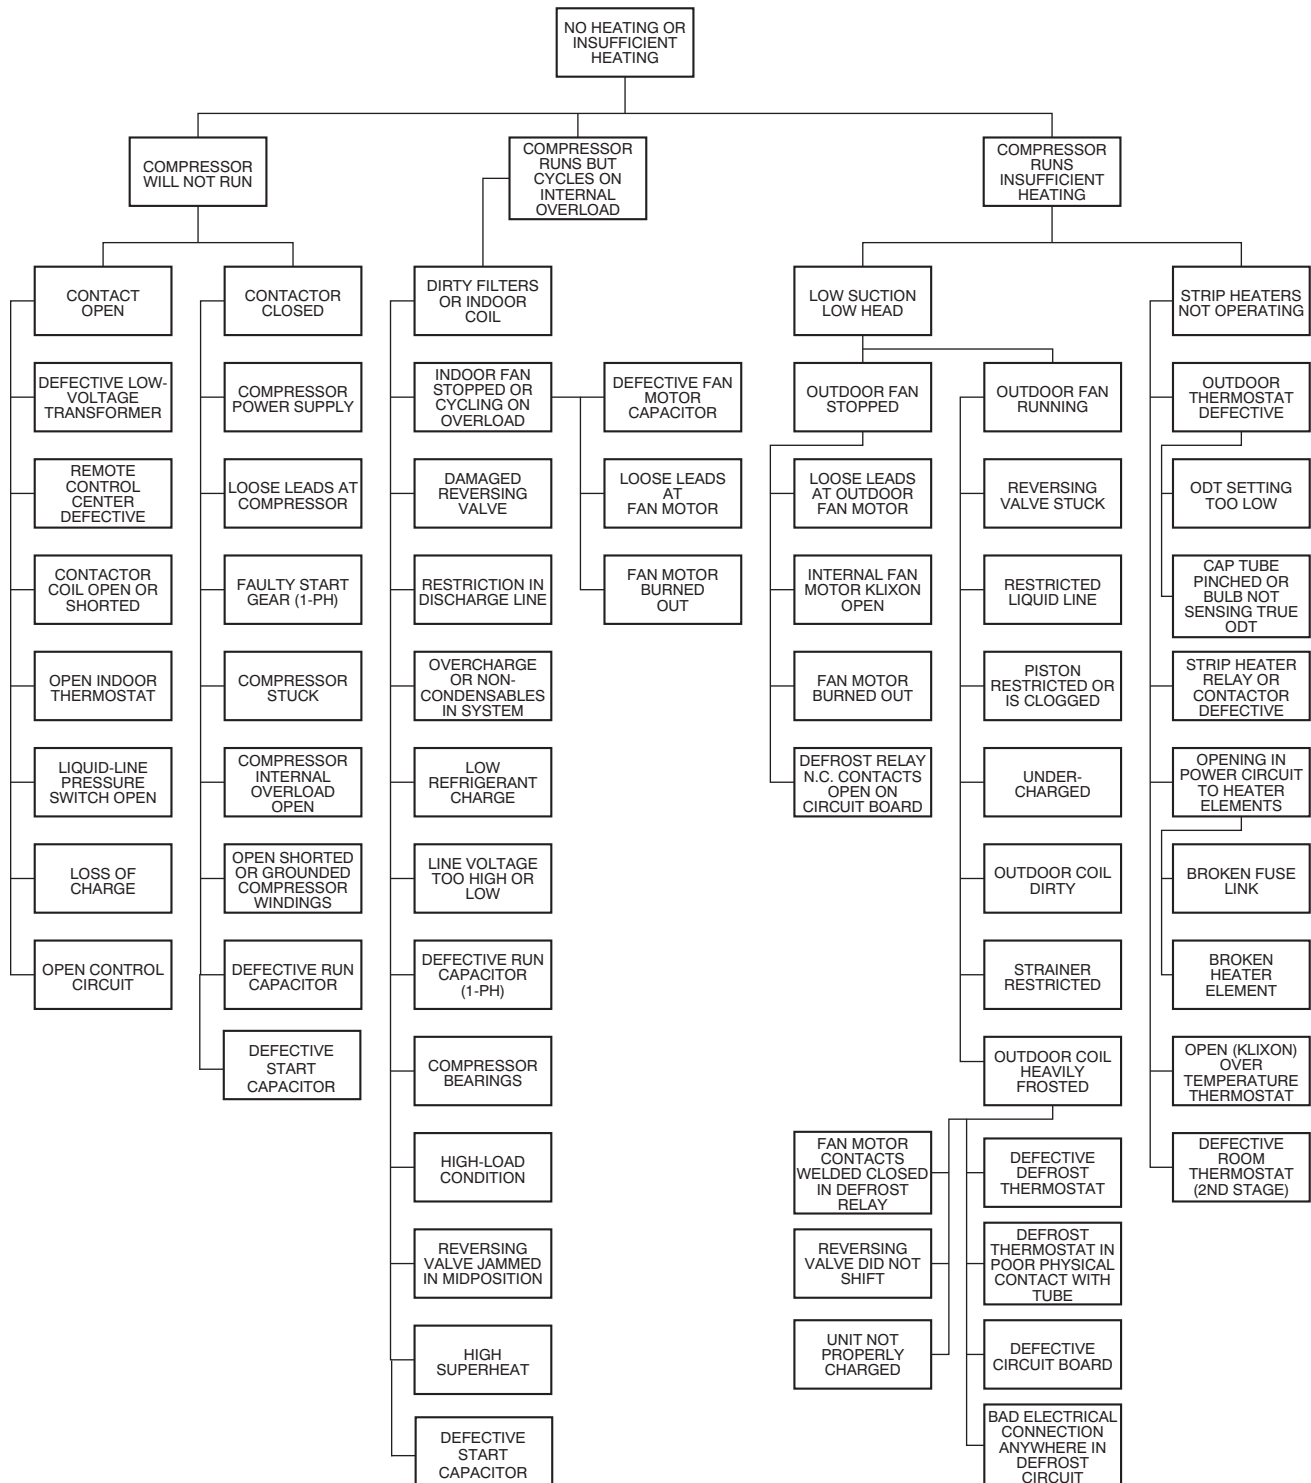 NO HEATING OR
INSUFFICIENT
HEATING
COMPRESSOR
WILL NOT RUN
COMPRESSOR
RUNS BUT
CYCLES ON
INTERNAL
OVERLOAD
COMPRESSOR
RUNS
INSUFFICIENT
HEATING
CONTACT
OPEN
DEFECTIVE LOW-
VOLTAGE
TRANSFORMER
REMOTE
CONTROL
CENTER
DEFECTIVE
CONTACTOR
COIL OPEN OR
SHORTED
OPEN INDOOR
THERMOSTAT
LIQUID-LINE
PRESSURE
SWITCH OPEN
LOSS OF
CHARGE
OPEN CONTROL
CIRCUIT
CONTACTOR
CLOSED
COMPRESSOR
POWER SUPPLY
LOOSE LEADS AT
COMPRESSOR
FAULTY START
GEAR (1-PH)
COMPRESSOR
STUCK
COMPRESSOR
INTERNAL
OVERLOAD
OPEN
OPEN SHORTED
OR GROUNDED
COMPRESSOR
WINDINGS
DEFECTIVE RUN
CAPACITOR
DEFECTIVE
START
CAPACITOR
DIRTY FILTERS
OR INDOOR
COIL
INDOOR FAN
STOPPED OR
CYCLING ON
OVERLOAD
DEFECTIVE FAN
MOTOR
CAPACITOR
LOOSE LEADS
AT
FAN MOTOR
FAN MOTOR
BURNED
OUT
DAMAGED
REVERSING
VALVE
RESTRICTION IN
DISCHARGE LINE
OVERCHARGE
OR NON-
CONDENSABLES
IN SYSTEM
LOW
REFRIGERANT
CHARGE
LINE VOLTAGE
TOO HIGH OR
LOW
DEFECTIVE RUN
CAPACITOR
(1-PH)
COMPRESSOR
BEARINGS
HIGH-LOAD
CONDITION
REVERSING
VALVE JAMMED
IN MIDPOSITION
HIGH
SUPERHEAT
DEFECTIVE
START
CAPACITOR
LOW SUCTION
LOW HEAD
OUTDOOR FAN
STOPPED
LOOSE LEADS
AT OUTDOOR
FAN MOTOR
INTERNAL FAN
MOTOR KLIXON
OPEN
FAN MOTOR
BURNED OUT
DEFROST RELAY
N.C. CONTACTS
OPEN ON
CIRCUIT BOARD
OUTDOOR FAN
RUNNING
REVERSING
VALVE STUCK
RESTRICTED
LIQUID LINE
PISTON
RESTRICTED OR
IS CLOGGED
UNDER-
CHARGED
OUTDOOR COIL
DIRTY
STRAINER
RESTRICTED
OUTDOOR COIL
HEAVILY
FROSTED
FAN MOTOR
CONTACTS
WELDED CLOSED
IN DEFROST
RELAY
REVERSING
VALVE DID NOT
SHIFT
UNIT NOT
PROPERLY
CHARGED
DEFECTIVE
DEFROST
THERMOSTAT
DEFROST
THERMOSTAT IN
POOR PHYSICAL
CONTACT WITH
TUBE
DEFECTIVE
CIRCUIT BOARD
BAD ELECTRICAL
CONNECTION
ANYWHERE IN
DEFROST
CIRCUIT
STRIP HEATERS
NOT OPERATING
OUTDOOR
THERMOSTAT
DEFECTIVE
ODT SETTING
TOO LOW
CAP TUBE
PINCHED OR
BULB NOT
SENSING TRUE
ODT
STRIP HEATER
RELAY OR
CONTACTOR
DEFECTIVE
OPENING IN
POWER CIRCUIT
TO HEATER
ELEMENTS
BROKEN FUSE
LINK
BROKEN
HEATER
ELEMENT
OPEN (KLIXON)
OVER
TEMPERATURE
THERMOSTAT
DEFECTIVE
ROOM
THERMOSTAT
(2ND STAGE)